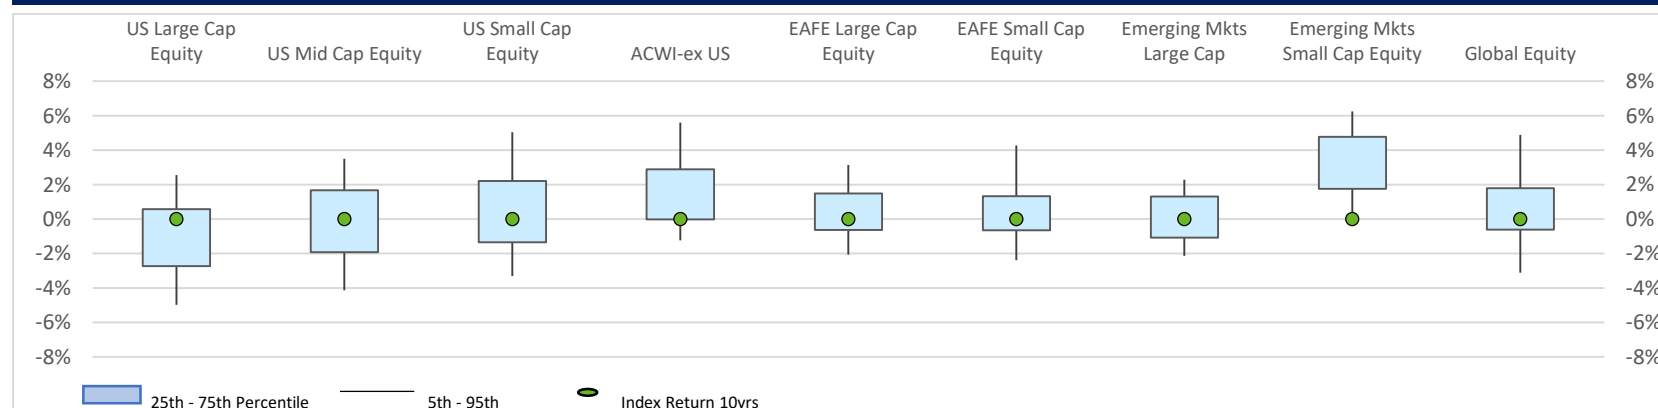 US Large Cap
Equity
US Mid Cap Equity
US Small Cap
Equity
ACWI-ex US
EAFE Large Cap
Equity
EAFE Small Cap
Equity
Emerging Mkts
Large Cap
Emerging Mkts
Small Cap Equity
Global Equity
8% 8%
6% 6%
4% 4%
2% 2%
0% 0%
-2% -2%
-4% -4%
-6% -6%
-8% -8%
25th - 75th Percentile 5th - 95th Index Return 10yrs